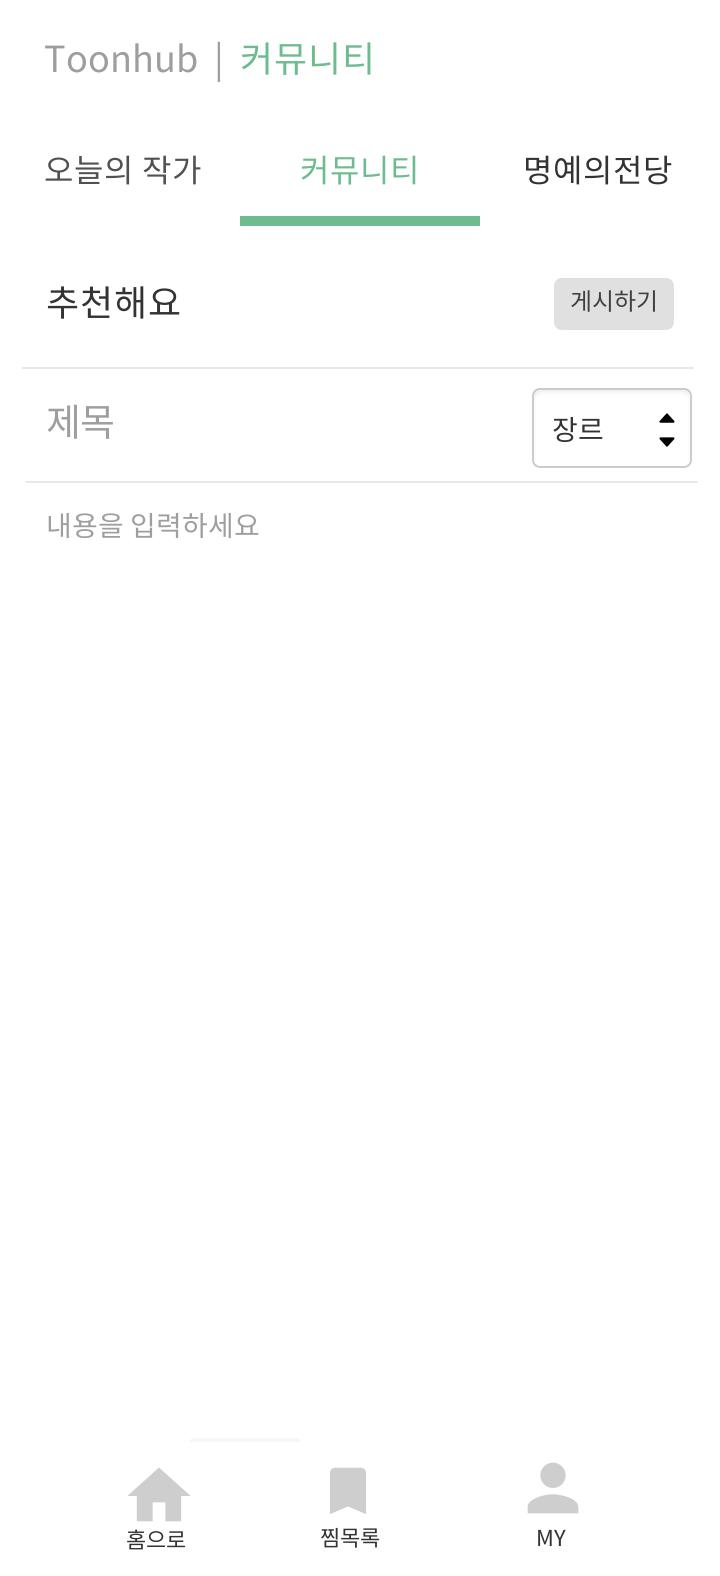 Toonhub | 커뮤니티
오늘의 작가 커뮤니티 명예의전당
추천해요 게시하기
제목 장르
내용을 입력하세요
홈으로 찜목록 MY